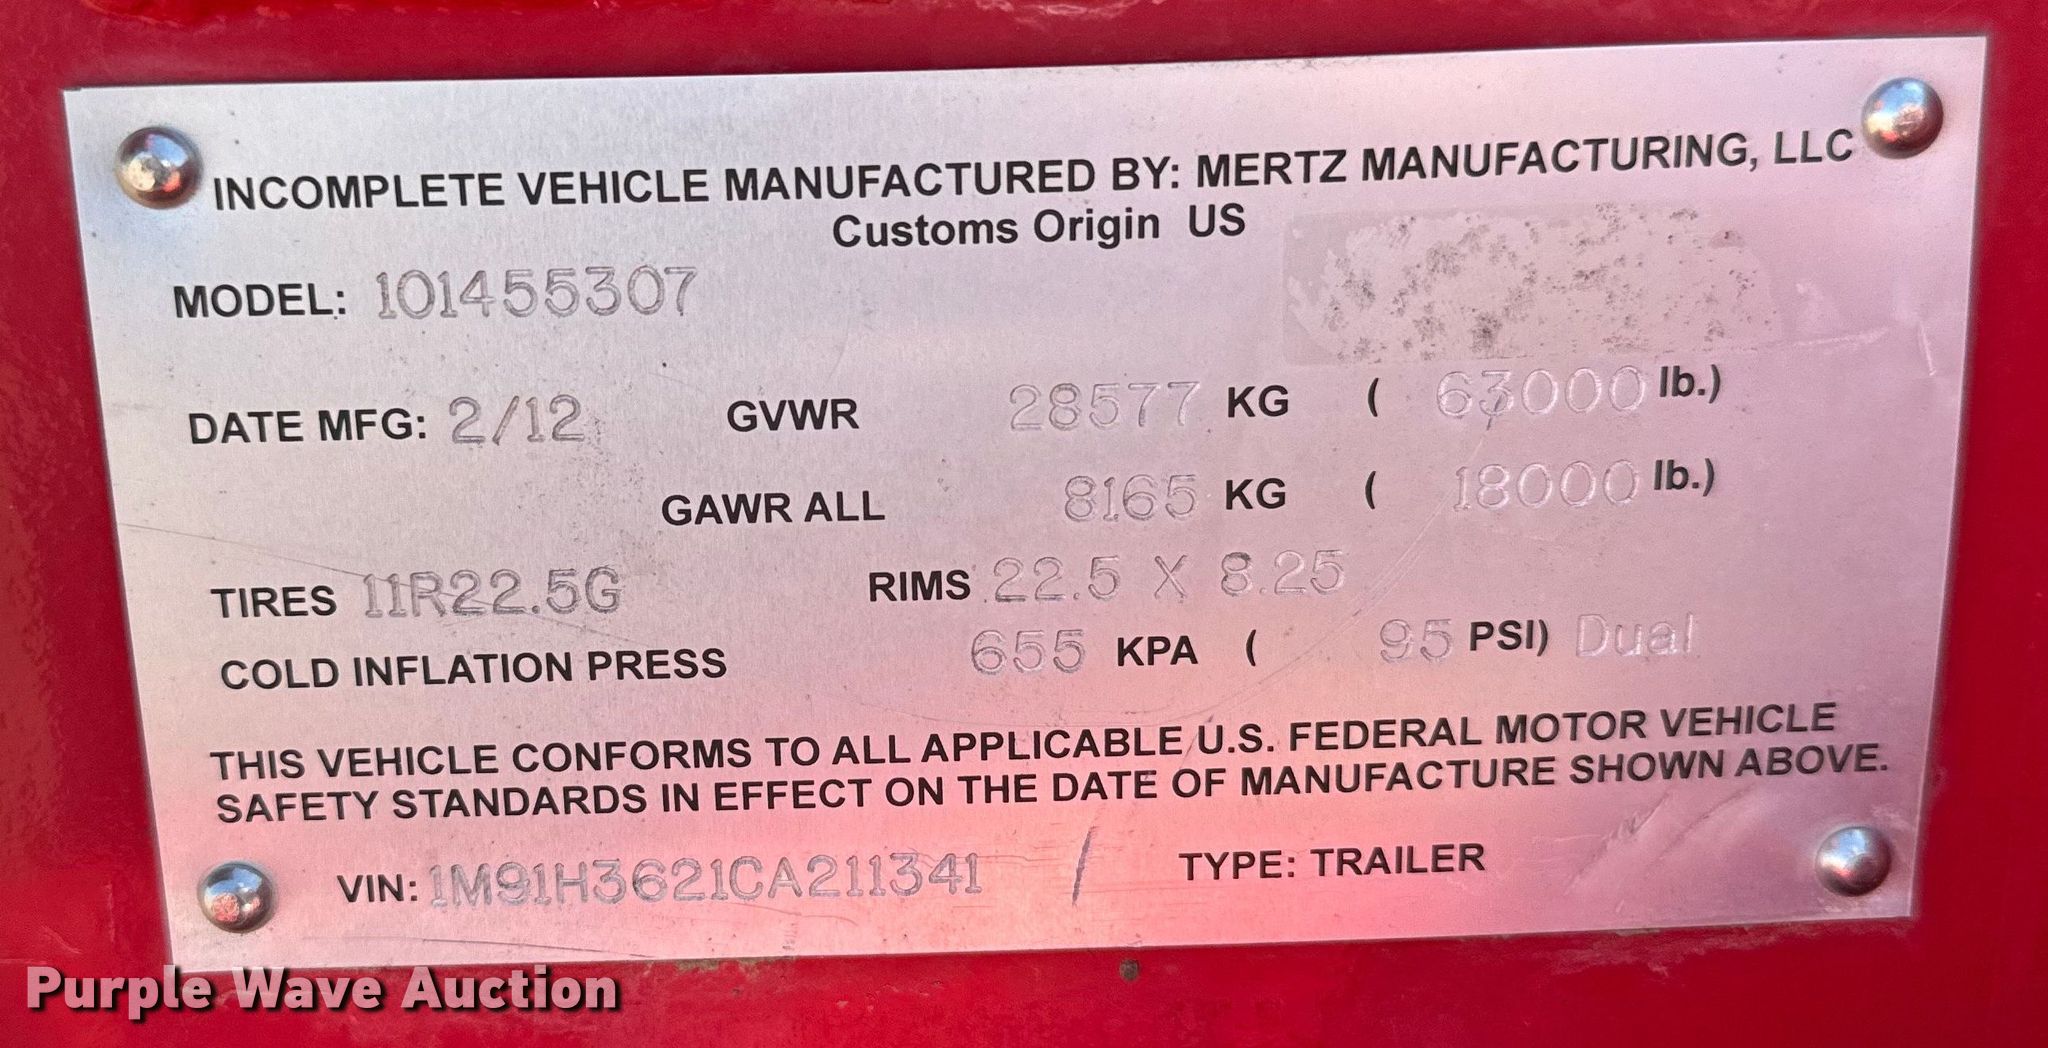 INCOMPLETE VEHICLE MANUFACTURED BY: MERTZ MANUFACTURING, LLC
Customs Origin US
MODEL: 101455307
DATE MFG: 2/12 GVWR 28577 KG ( 63000 lb.)
GAWR ALL 8165 KG ( 18000 lb.)
TIRES 11R22.5G RIMS 22.5 X 8.25
COLD INFLATION PRESS 655 KPA ( 95 PSI) Dual
THIS VEHICLE CONFORMS TO ALL APPLICABLE U.S. FEDERAL MOTOR VEHICLE
SAFETY STANDARDS IN EFFECT ON THE DATE OF MANUFACTURE SHOWN ABOVE.
VIN: 1M91H3621CA211341 / TYPE: TRAILER
Purple Wave Auction